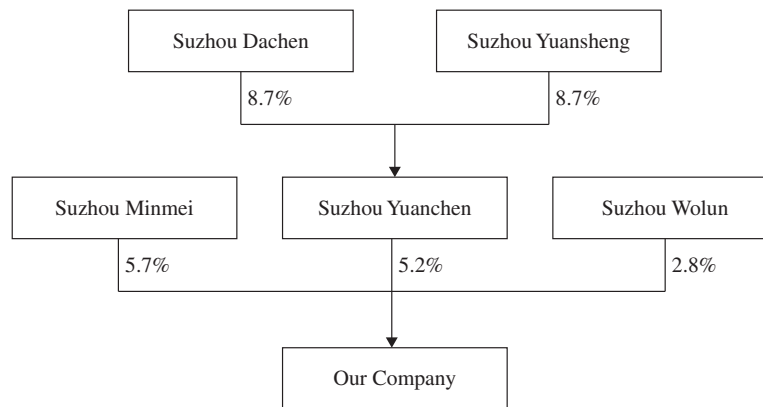 Suzhou Dachen
Suzhou Yuansheng
8.7%
8.7%
Suzhou Minmei
Suzhou Yuanchen
Suzhou Wolun
5.7%
5.2%
2.8%
Our Company